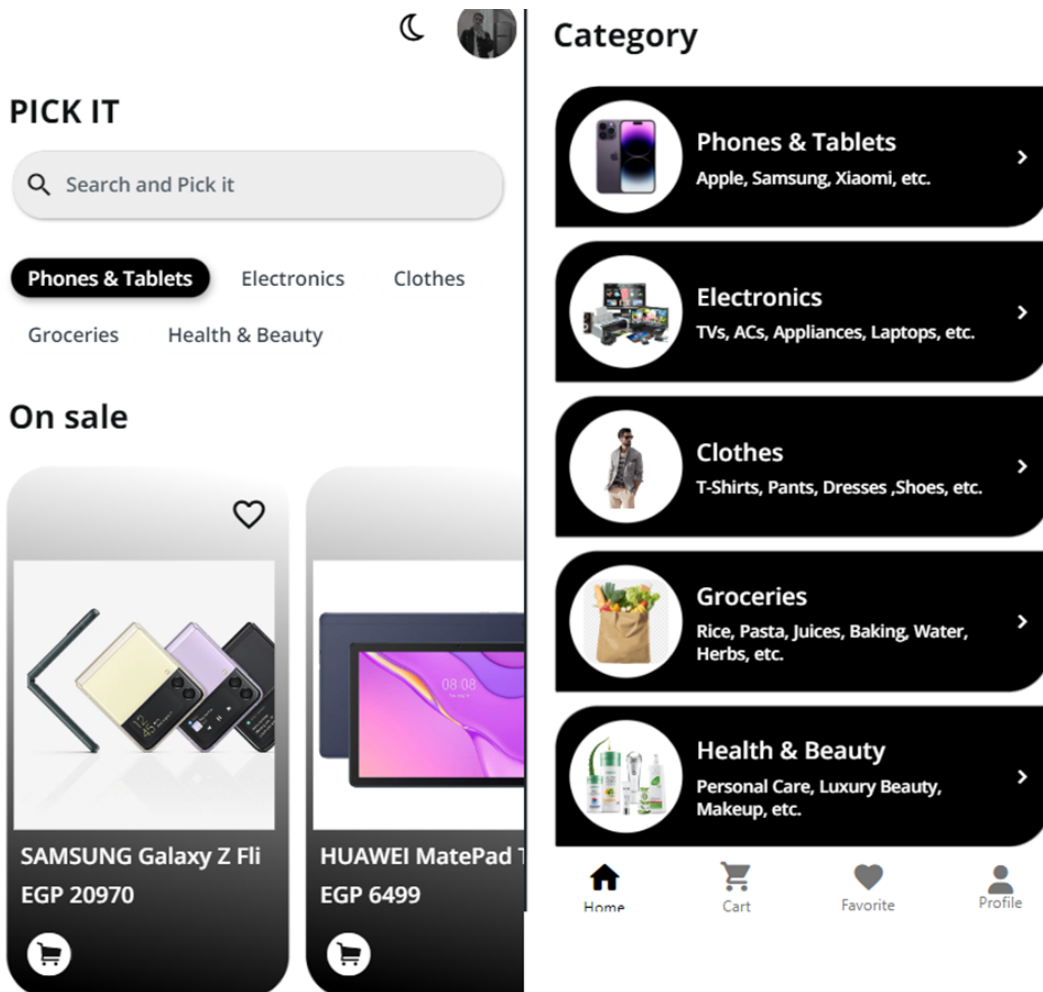 PICK IT
Search and Pick it
Phones & Tablets
Electronics
Clothes
Groceries
Health & Beauty
On sale
SAMSUNG Galaxy Z Fli
EGP 20970
HUAWEI MatePad
EGP 6499
08:08
Category
Phones & Tablets
Apple, Samsung, Xiaomi, etc.
Electronics
TVs, ACs, Appliances, Laptops, etc.
Clothes
T-Shirts, Pants, Dresses ,Shoes, etc.
Groceries
Rice, Pasta, Juices, Baking, Water,
Herbs, etc.
Health & Beauty
Personal Care, Luxury Beauty,
Makeup, etc.
Home
Cart
Favorite
Profile